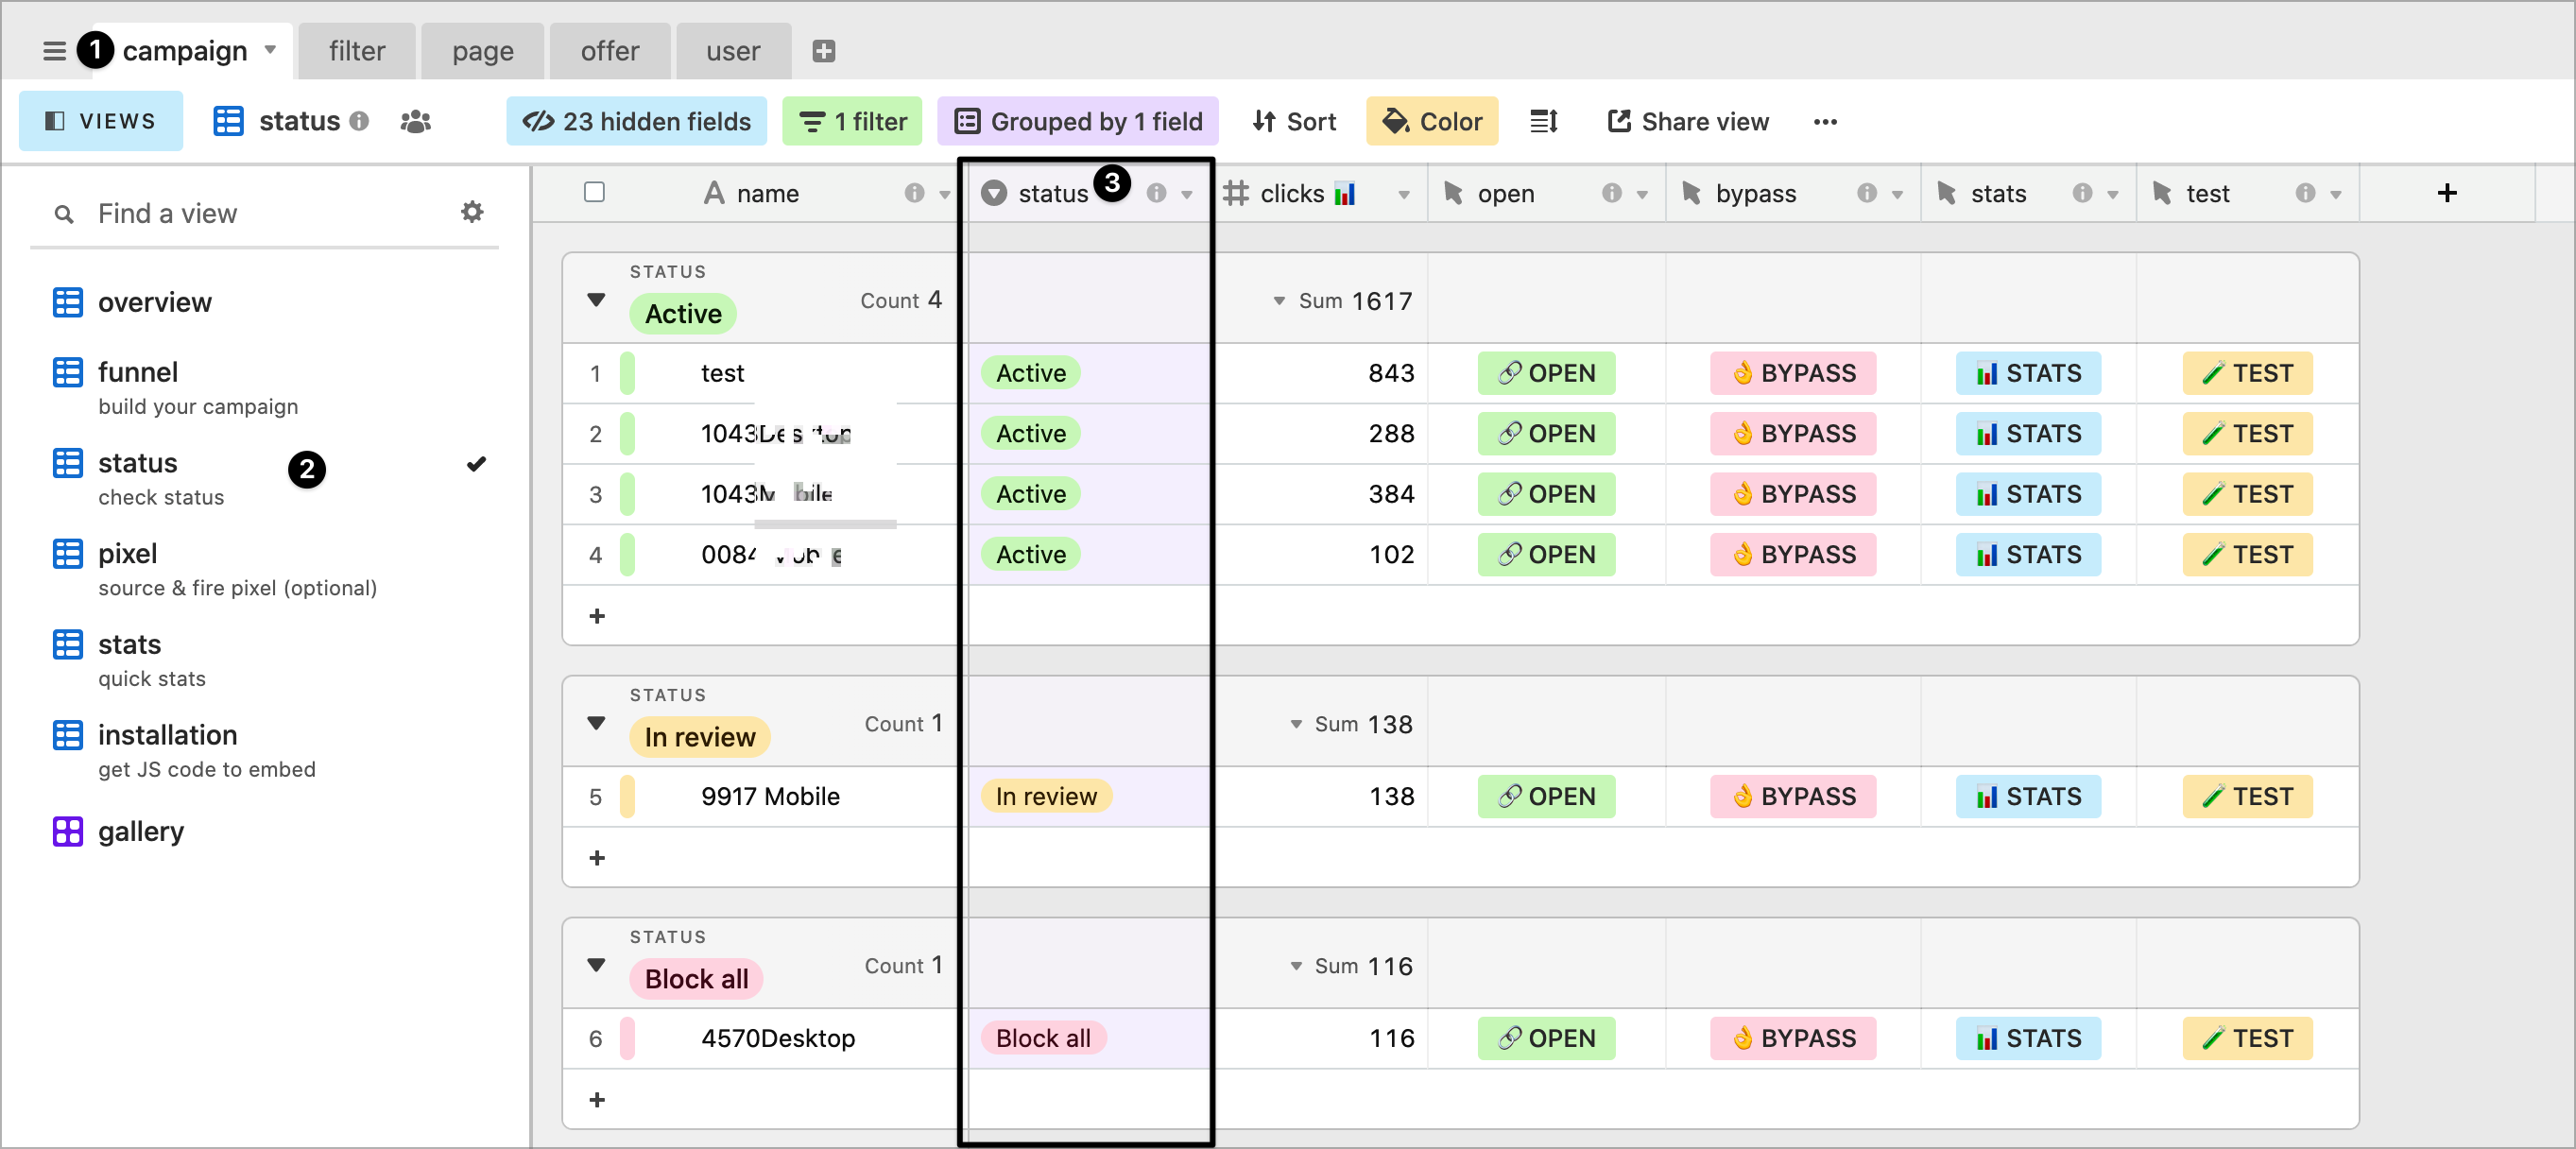 1 campaign filter page offer user
VIEWS status 23 hidden fields 1 filter Grouped by 1 field Sort Color Share view
Find a view
overview
funnel
build your campaign
status 2
check status
pixel
source & fire pixel (optional)
stats
quick stats
installation
get JS code to embed
gallery
name status 3 clicks open bypass stats test
STATUS
Active Count 4 Sum 1617
1 test Active 843 OPEN BYPASS STATS TEST
2 1043 Active 288 OPEN BYPASS STATS TEST
3 1043 Active 384 OPEN BYPASS STATS TEST
4 0084 Active 102 OPEN BYPASS STATS TEST
STATUS
In review Count 1 Sum 138
5 9917 Mobile In review 138 OPEN BYPASS STATS TEST
STATUS
Block all Count 1 Sum 116
6 4570Desktop Block all 116 OPEN BYPASS STATS TEST